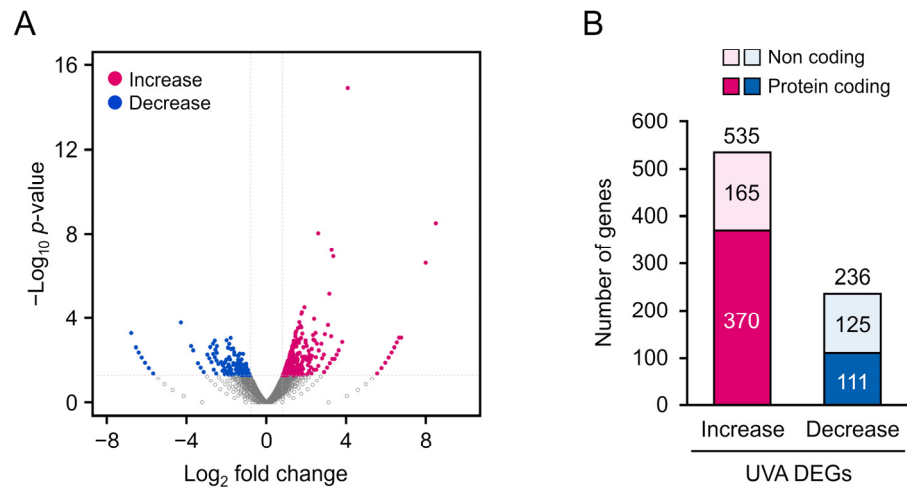 A
16
12
8
4
0
−Log10 p-value
Increase
Decrease
−8
−4
0
4
8
Log2 fold change
B
Non coding
Protein coding
600
500
400
300
200
100
0
Number of genes
535
165
370
236
125
111
Increase
Decrease
UVA DEGs